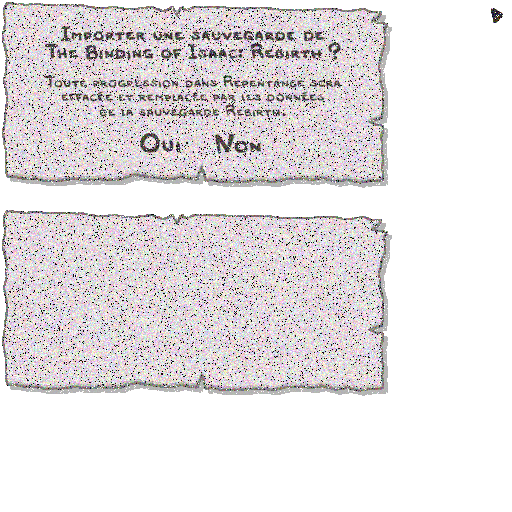 Importer une sauvegarde de
The Binding of Isaac: Rebirth ?
Toute progression dans Repentance sera
effacée et remplacée par les données
de la sauvegarde Rebirth.
Oui Non